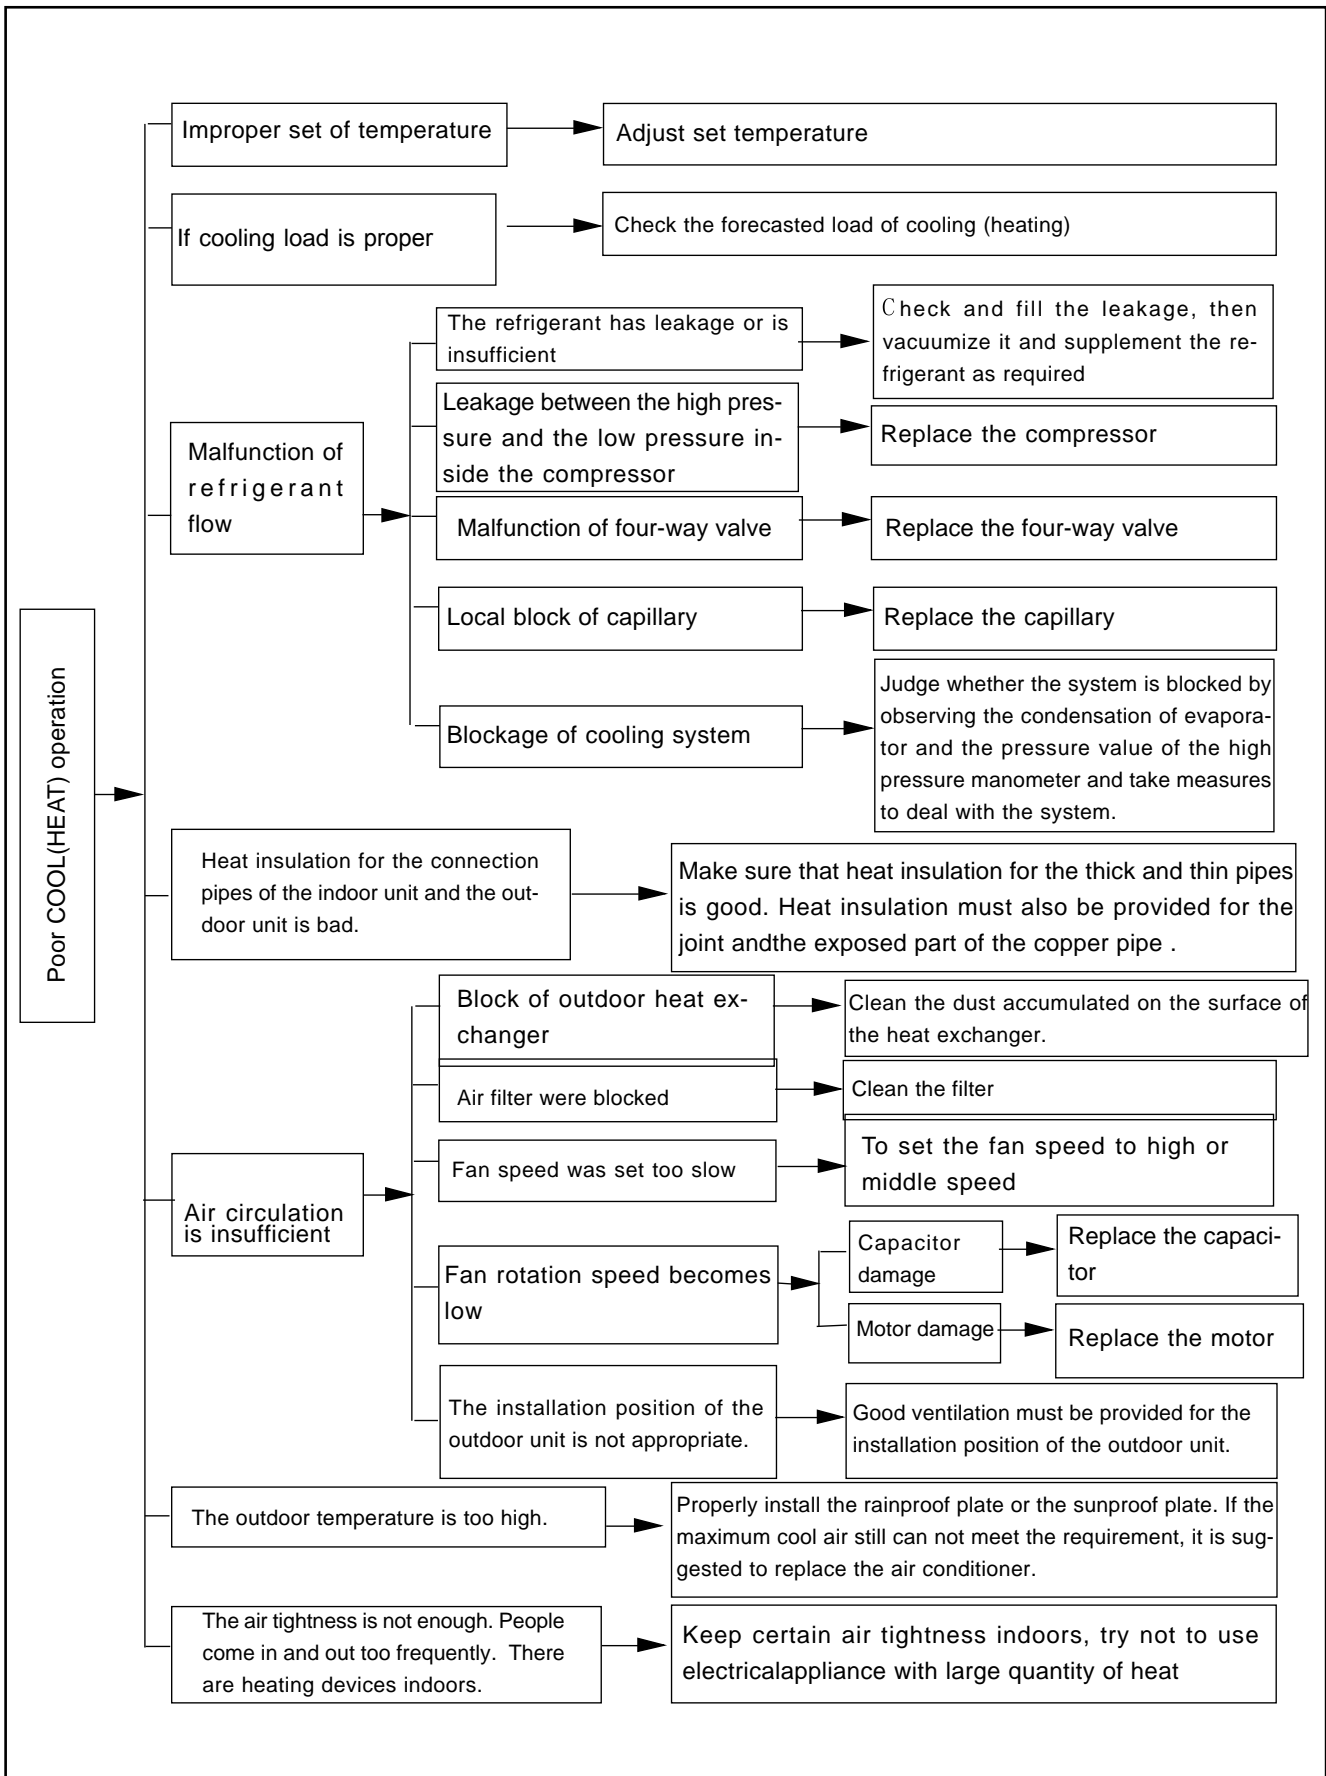 Poor COOL(HEAT) operation
Improper set of temperature
Adjust set temperature
If cooling load is proper
Check the forecasted load of cooling (heating)
Malfunction of
refrigerant
flow
The refrigerant has leakage or is
insufficient
Check and fill the leakage, then
vacuumize it and supplement the re-
frigerant as required
Leakage between the high pres-
sure and the low pressure in-
side the compressor
Replace the compressor
Malfunction of four-way valve
Replace the four-way valve
Local block of capillary
Replace the capillary
Blockage of cooling system
Judge whether the system is blocked by
observing the condensation of evapora-
tor and the pressure value of the high
pressure manometer and take measures
to deal with the system.
Heat insulation for the connection
pipes of the indoor unit and the out-
door unit is bad.
Make sure that heat insulation for the thick and thin pipes
is good. Heat insulation must also be provided for the
joint andthe exposed part of the copper pipe .
Air circulation
is insufficient
Block of outdoor heat ex-
changer
Clean the dust accumulated on the surface of
the heat exchanger.
Air filter were blocked
Clean the filter
Fan speed was set too slow
To set the fan speed to high or
middle speed
Fan rotation speed becomes
low
Capacitor
damage
Replace the capaci-
tor
Motor damage
Replace the motor
The installation position of the
outdoor unit is not appropriate.
Good ventilation must be provided for the
installation position of the outdoor unit.
The outdoor temperature is too high.
Properly install the rainproof plate or the sunproof plate. If the
maximum cool air still can not meet the requirement, it is sug-
gested to replace the air conditioner.
The air tightness is not enough. People
come in and out too frequently. There
are heating devices indoors.
Keep certain air tightness indoors, try not to use
electricalappliance with large quantity of heat